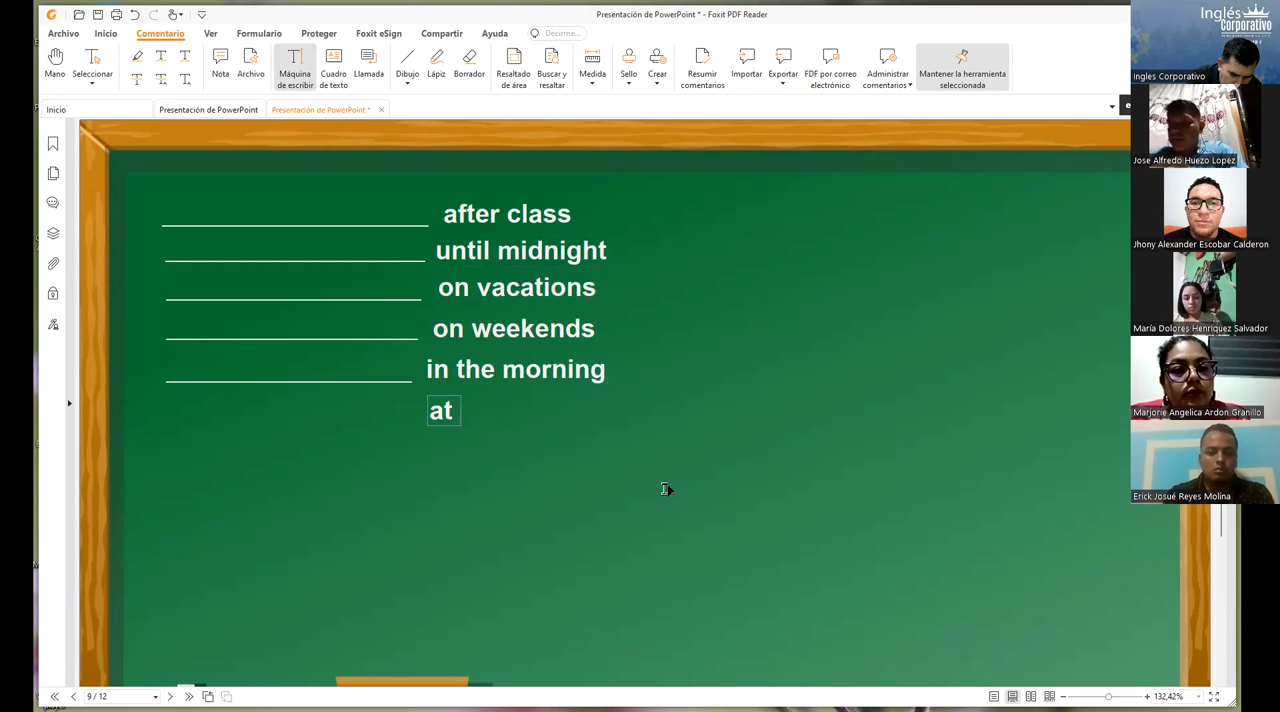 Presentación de PowerPoint * - Foxit PDF Reader
Archivo Inicio Comentario Ver Formulario Proteger Foxit eSign Compartir Ayuda Decirme...
Mano Seleccionar Nota Archivo Máquina de escribir Cuadro de texto Llamada Dibujo Lápiz Borrador Resaltado de área Buscar y resaltar Medida Sello Crear Resumir comentarios Importar Exportar FDF por correo electrónico Administrar comentarios Mantener la herramienta seleccionada
Inicio Presentación de PowerPoint Presentación de PowerPoint *
after class
until midnight
on vacations
on weekends
in the morning
at
9 / 12
132,42%
Inglés
Corporativo
Ingles Corporativo
Jose Alfredo Huezo Lopez
Jhony Alexander Escobar Calderon
María Dolores Henríquez Salvador
Marjorie Angelica Ardon Granillo
Erick Josué Reyes Molina